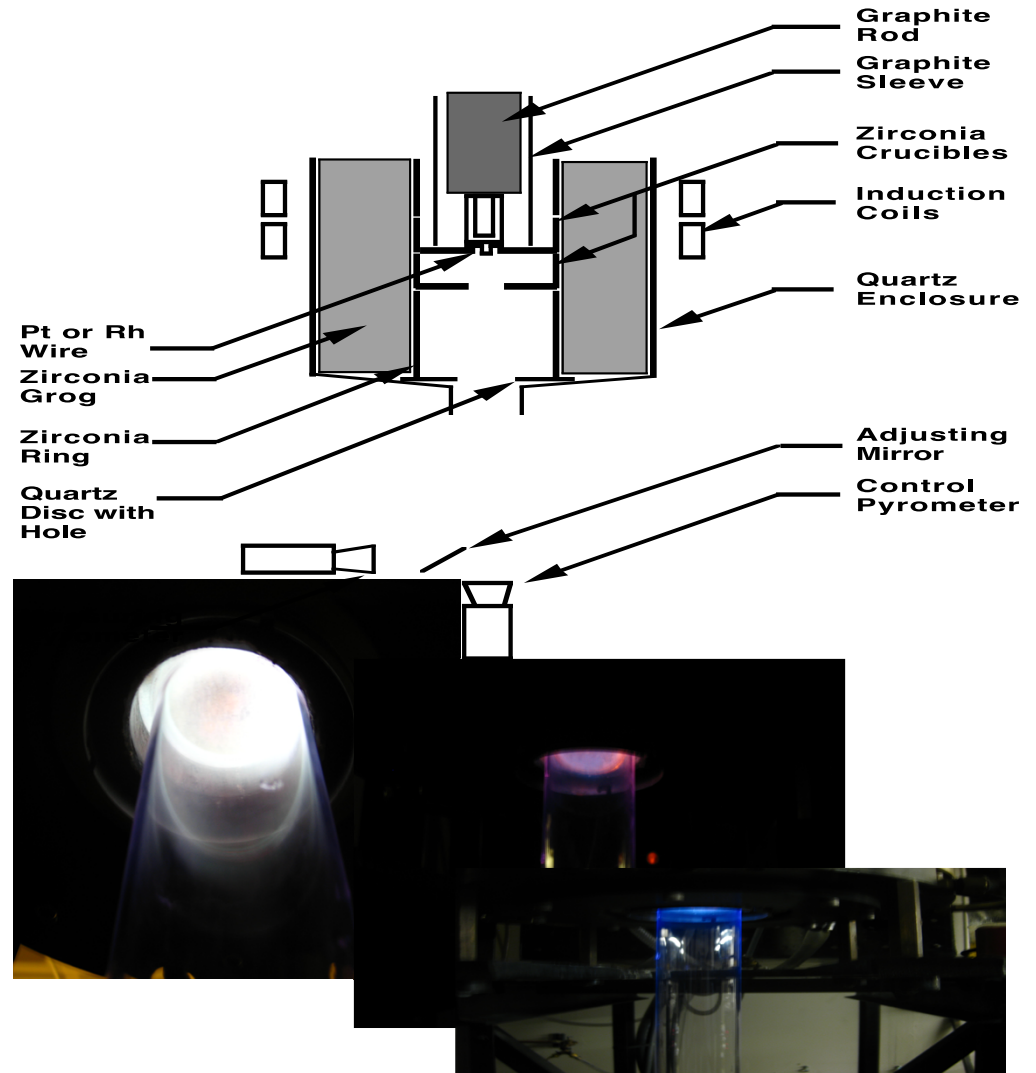 Graphite
Rod
Graphite
Sleeve
Zirconia
Crucibles
Induction
Coils
Quartz
Enclosure
Pt or Rh
Wire
Zirconia
Grog
Zirconia
Ring
Quartz
Disc with
Hole
Adjusting
Mirror
Control
Pyrometer